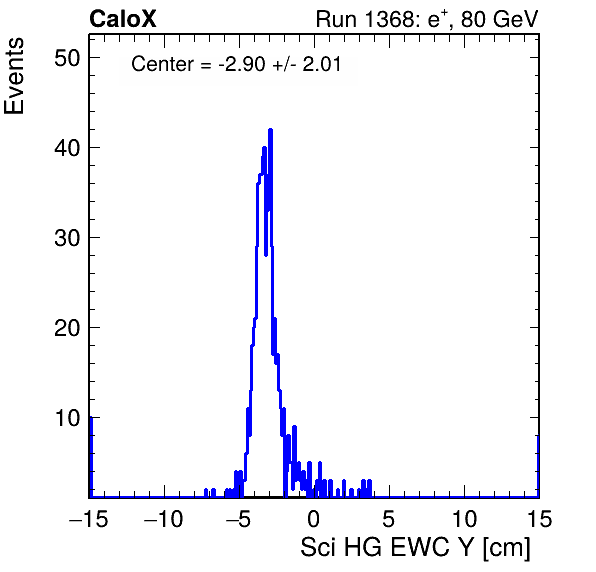 CaloX Run 1368: e⁺, 80 GeV
Center = -2.90 +/- 2.01
Events
50
40
30
20
10
−15 −10 −5 0 5 10 15
Sci HG EWC Y [cm]